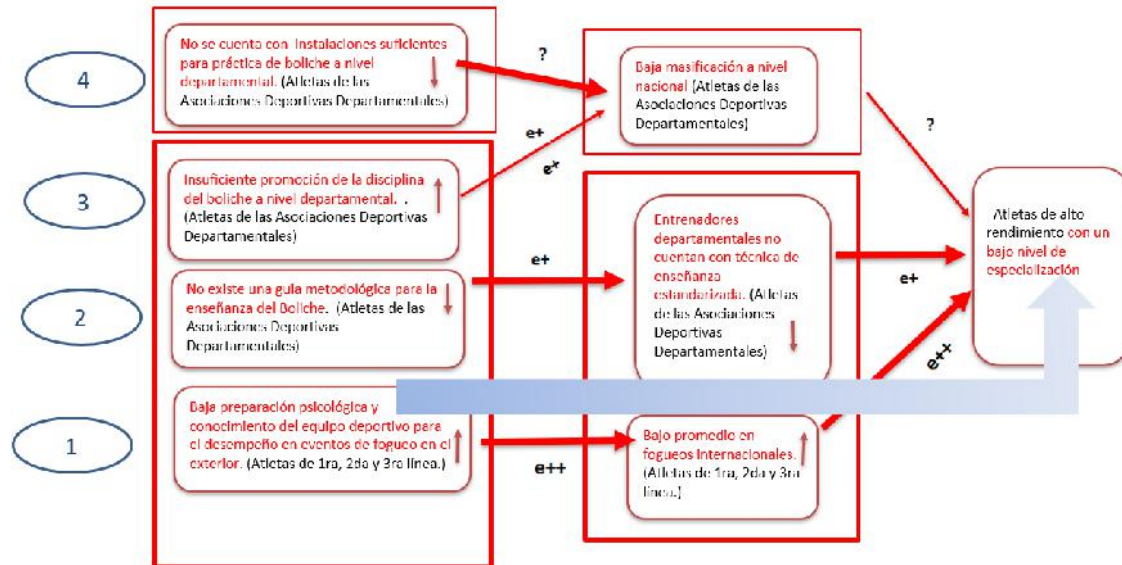 4
No se cuenta con instalaciones suficientes
para práctica de boliche a nivel
departamental. (Atletas de las
Asociaciones Deportivas Departamentales)
?
Baja masificación a nivel
nacional (Atletas de las
Asociaciones Deportivas
Departamentales)
e+
e+
?
3
Insuficiente promoción de la disciplina
del boliche a nivel departamental. .
(Atletas de las Asociaciones Deportivas
Departamentales)
2
No existe una guía metodológica para la
enseñanza del Boliche. (Atletas de las
Asociaciones Deportivas
Departamentales)
e+
Entrenadores
departamentales no
cuentan con técnica de
enseñanza
estandarizada. (Atletas
de las Asociaciones
Deportivas
Departamentales)
e+
Atletas de alto
rendimiento con un
bajo nivel de
especialización
1
Baja preparación psicológica y
conocimiento del equipo deportivo para
el desempeño en eventos de fogueo en el
exterior. (Atletas de 1ra, 2da y 3ra línea.)
e++
Bajo promedio en
fogueos internacionales.
(Atletas de 1ra, 2da y 3ra
línea.)
e++